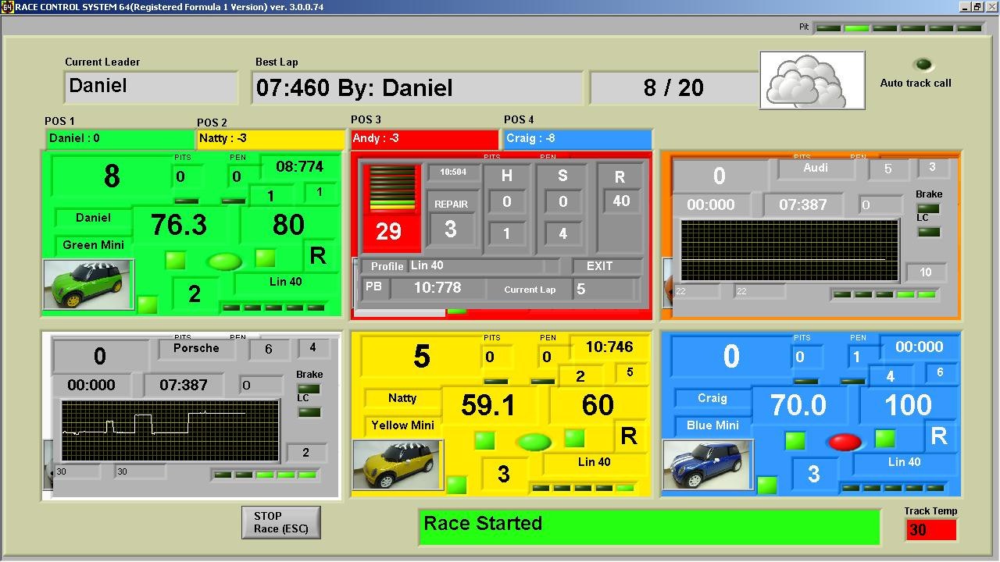 64 RACE CONTROL SYSTEM 64(Registered Formula 1 Version) ver. 3.0.0.74
Pit
Current Leader
Best Lap
Daniel
07:460 By: Daniel
8 / 20
Auto track call
POS 1
POS 2
POS 3
POS 4
Daniel : 0
Natty : -3
Andy : -3
Craig : -8
8
PITS
0
PEN
0
08:774
1
1
Daniel
76.3
80
Green Mini
R
Lin 40
2
PITS
PEN
29
10:504
REPAIR
3
H
0
1
S
0
4
R
40
Profile
Lin 40
EXIT
PB
10:778
Current Lap
5
PITS
PEN
0
Audi
5
3
00:000
07:387
0
Brake
LC
10
22
22
PITS
PEN
0
Porsche
6
4
00:000
07:387
0
Brake
LC
2
30
30
5
PITS
0
PEN
0
10:746
2
5
Natty
59.1
60
Yellow Mini
R
Lin 40
3
0
PITS
0
PEN
1
00:000
4
6
Craig
70.0
100
Blue Mini
R
Lin 40
3
STOP
Race (ESC)
Race Started
Track Temp
30